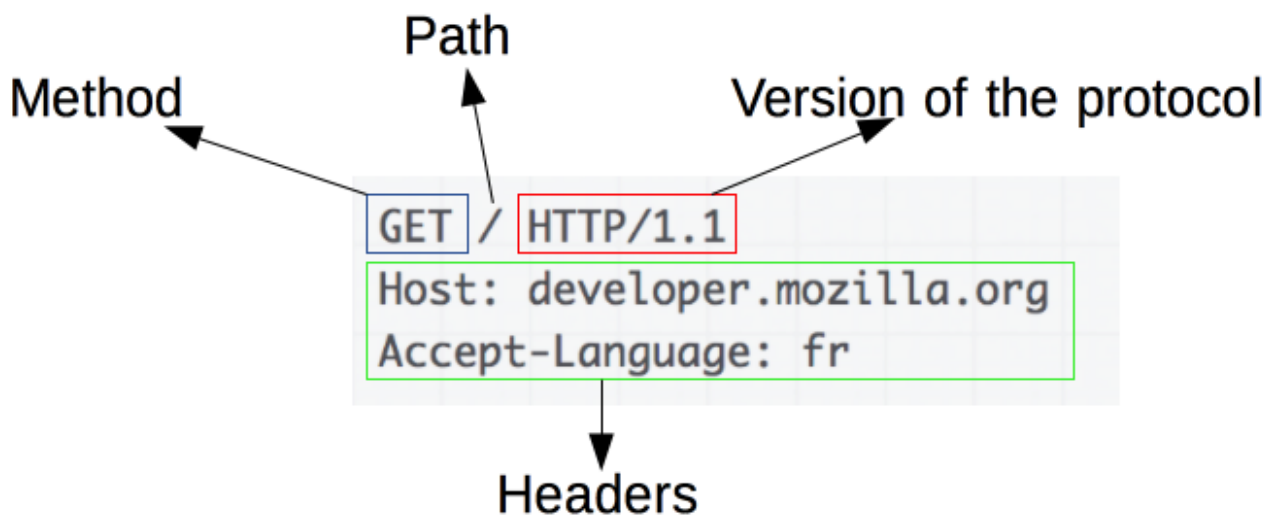 Path
Method
Version of the protocol
GET / HTTP/1.1
Host: developer.mozilla.org
Accept-Language: fr
Headers